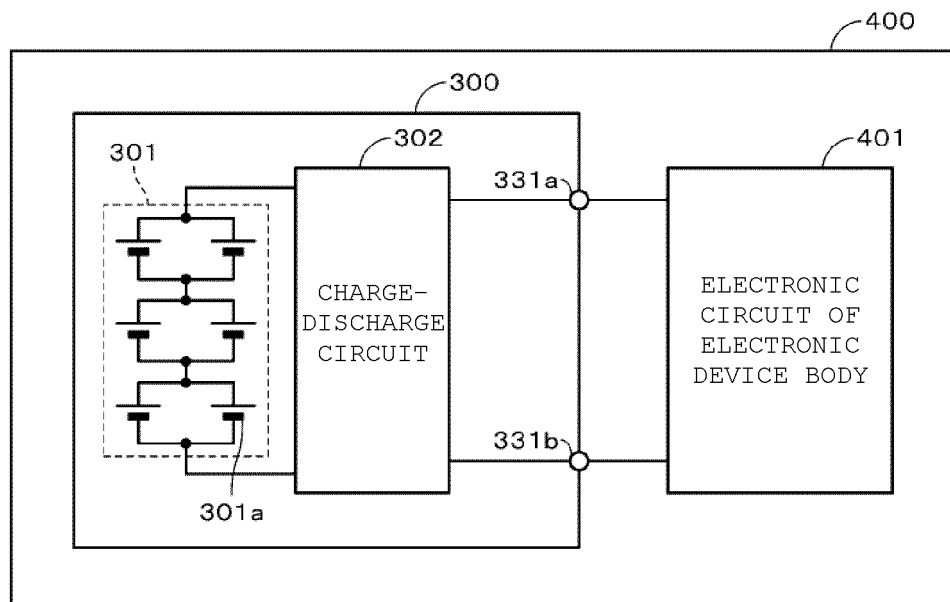 400
300
301
302
331a
401
CHARGE-
DISCHARGE
CIRCUIT
ELECTRONIC
CIRCUIT OF
ELECTRONIC
DEVICE BODY
331b
301a